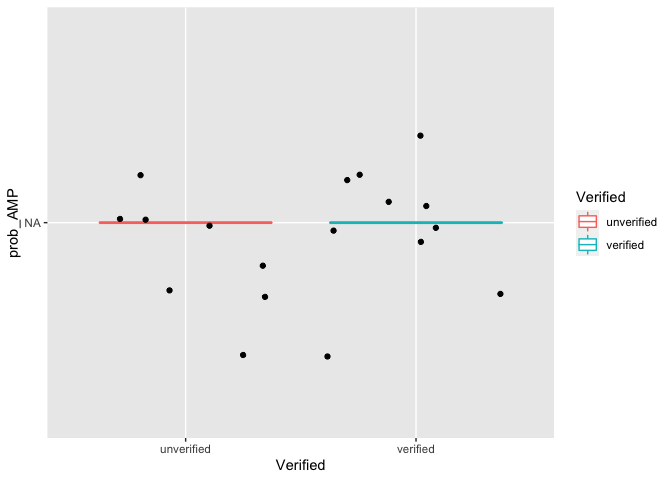 prob_AMP
NA
unverified
verified
Verified
Verified
unverified
verified